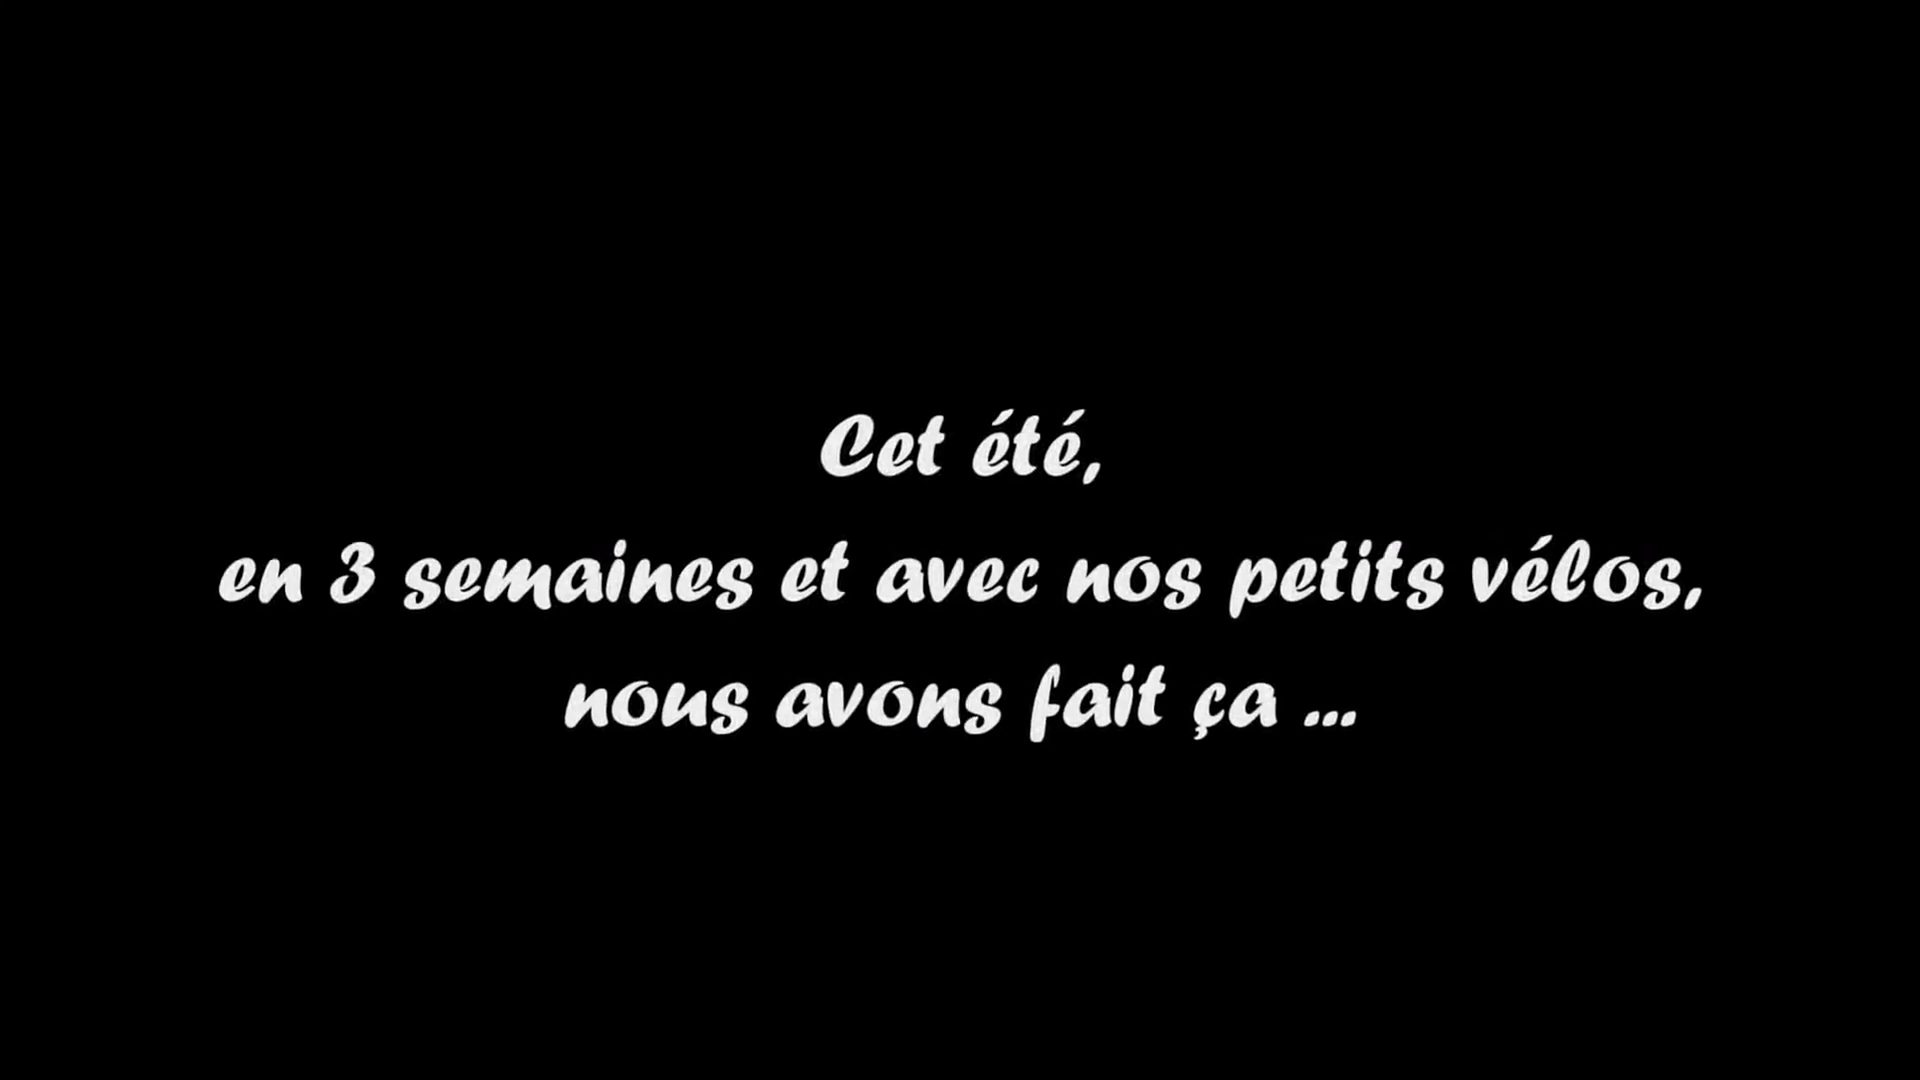 Cet été,
en 3 semaines et avec nos petits vélos,
nous avons fait ça ...